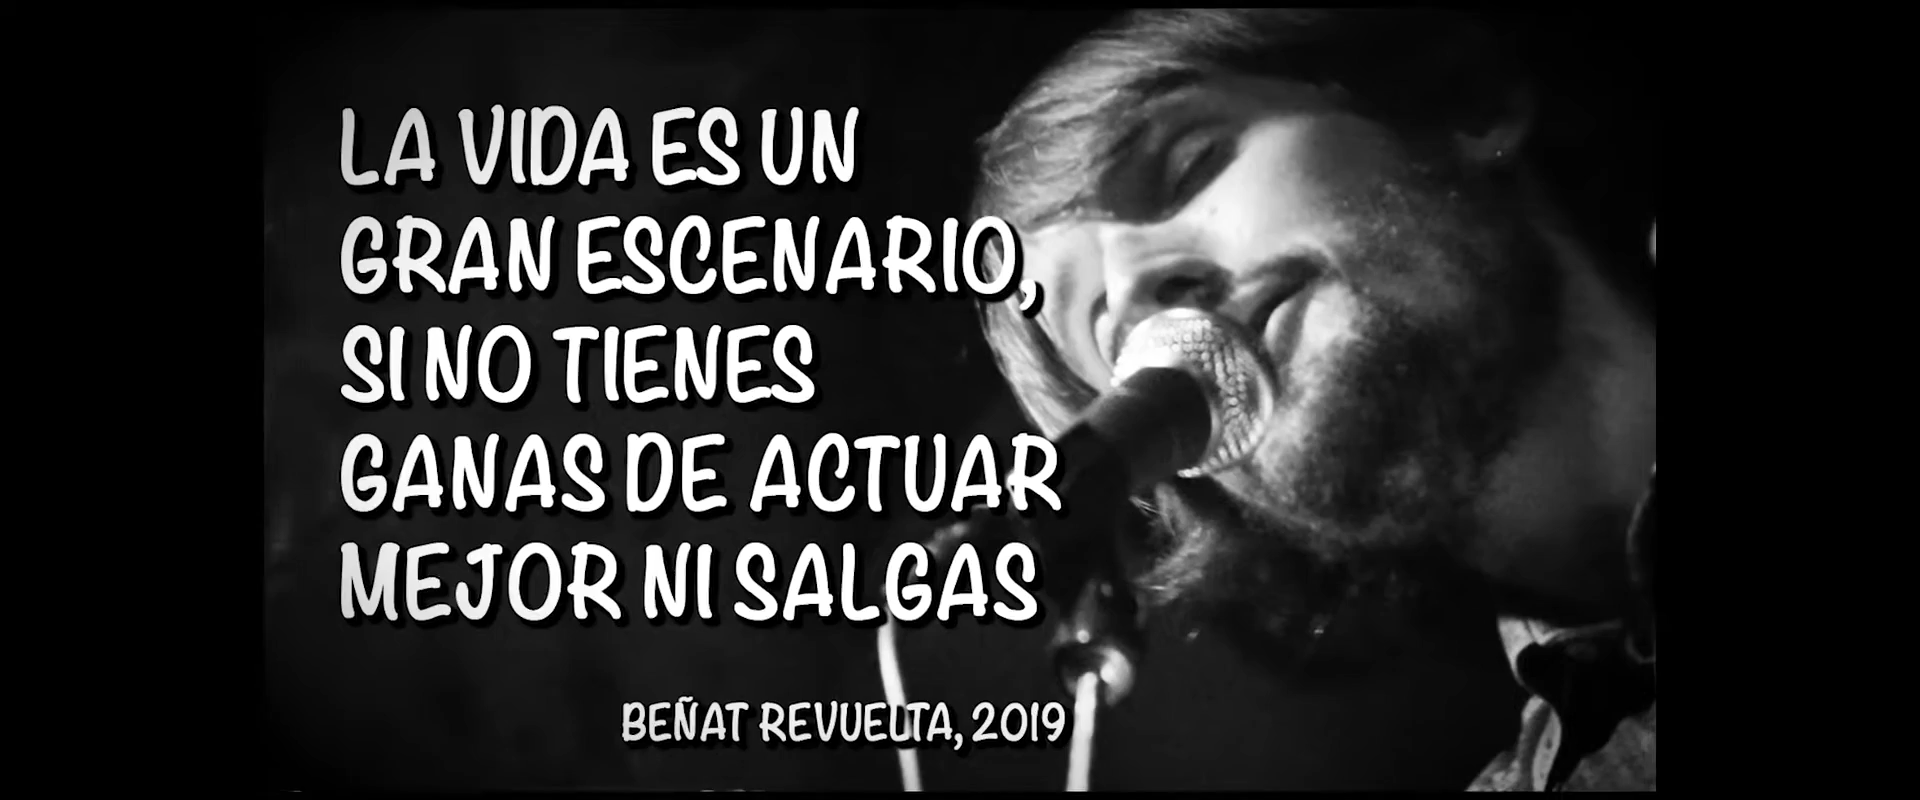 LA VIDA ES UN
GRAN ESCENARIO,
SI NO TIENES
GANAS DE ACTUAR
MEJOR NI SALGAS
BEÑAT REVUELTA, 2019